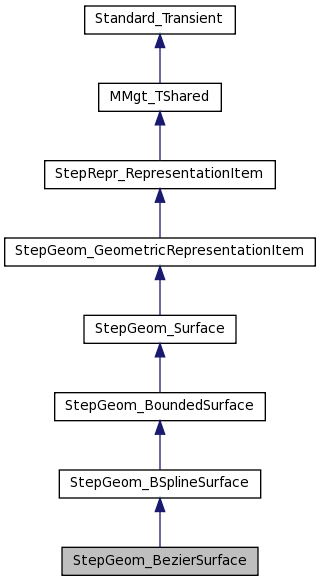 Standard_Transient
MMgt_TShared
StepRepr_RepresentationItem
StepGeom_GeometricRepresentationItem
StepGeom_Surface
StepGeom_BoundedSurface
StepGeom_BSplineSurface
StepGeom_BezierSurface